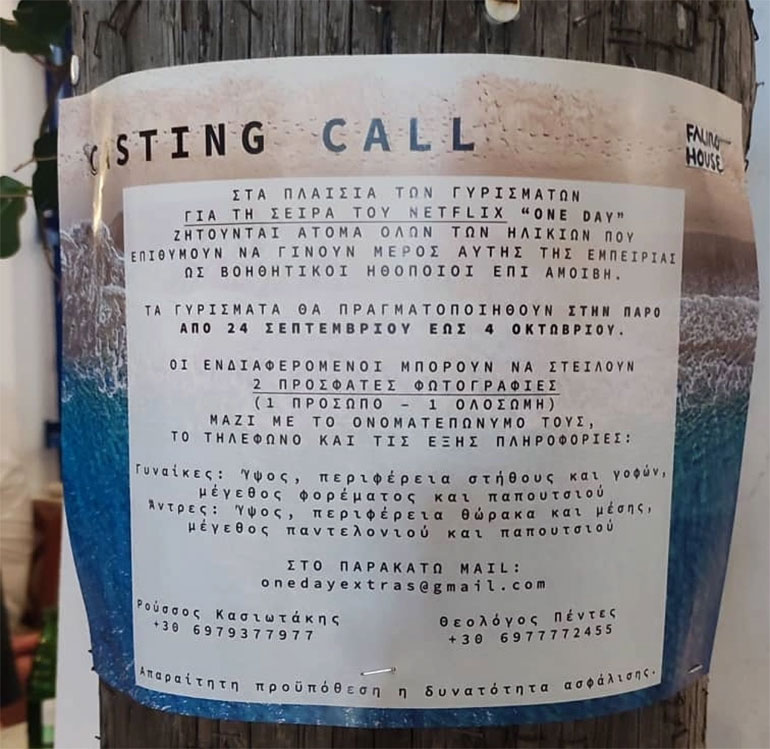 CASTING CALL
FALIRO
HOUSE
ΣΤΑ ΠΛΑΙΣΙΑ ΤΩΝ ΓΥΡΙΣΜΑΤΩΝ
ΓΙΑ ΤΗ ΣΕΙΡΑ ΤΟΥ NETFLIX “ONE DAY”
ΖΗΤΟΥΝΤΑΙ ΑΤΟΜΑ ΟΛΩΝ ΤΩΝ ΗΛΙΚΙΩΝ ΠΟΥ
ΕΠΙΘΥΜΟΥΝ ΝΑ ΓΙΝΟΥΝ ΜΕΡΟΣ ΑΥΤΗΣ ΤΗΣ ΕΜΠΕΙΡΙΑΣ
ΩΣ ΒΟΗΘΗΤΙΚΟΙ ΗΘΟΠΟΙΟΙ ΕΠΙ ΑΜΟΙΒΗ.
ΤΑ ΓΥΡΙΣΜΑΤΑ ΘΑ ΠΡΑΓΜΑΤΟΠΟΙΗΘΟΥΝ ΣΤΗΝ ΠΑΡΟ
ΑΠΟ 24 ΣΕΠΤΕΜΒΡΙΟΥ ΕΩΣ 4 ΟΚΤΩΒΡΙΟΥ.
ΟΙ ΕΝΔΙΑΦΕΡΟΜΕΝΟΙ ΜΠΟΡΟΥΝ ΝΑ ΣΤΕΙΛΟΥΝ
2 ΠΡΟΣΦΑΤΕΣ ΦΩΤΟΓΡΑΦΙΕΣ
(1 ΠΡΟΣΩΠΟ – 1 ΟΛΟΣΩΜΗ)
ΜΑΖΙ ΜΕ ΤΟ ΟΝΟΜΑΤΕΠΩΝΥΜΟ ΤΟΥΣ,
ΤΟ ΤΗΛΕΦΩΝΟ ΚΑΙ ΤΙΣ ΕΞΗΣ ΠΛΗΡΟΦΟΡΙΕΣ:
Γυναίκες: Ύψος, περιφέρεια στήθους και γοφών,
μέγεθος φορέματος και παπουτσιού
Άντρες: Ύψος, περιφέρεια θώρακα και μέσης,
μέγεθος παντελονιού και παπουτσιού
ΣΤΟ ΠΑΡΑΚΑΤΩ MAIL:
onedayextras@gmail.com
Ρούσσος Κασιωτάκης
+30 6979377977
Θεολόγος Πέντες
+30 6977772455
Απαραίτητη προϋπόθεση η δυνατότητα ασφάλισης.